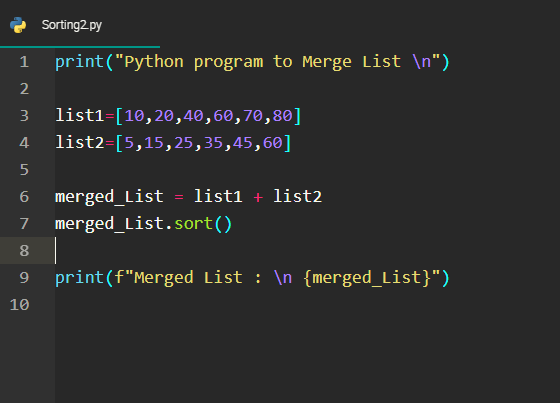 Sorting2.py
1 print("Python program to Merge List \n")
2
3 list1=[10,20,40,60,70,80]
4 list2=[5,15,25,35,45,60]
5
6 merged_List = list1 + list2
7 merged_List.sort()
8
9 print(f"Merged List : \n {merged_List}")
10